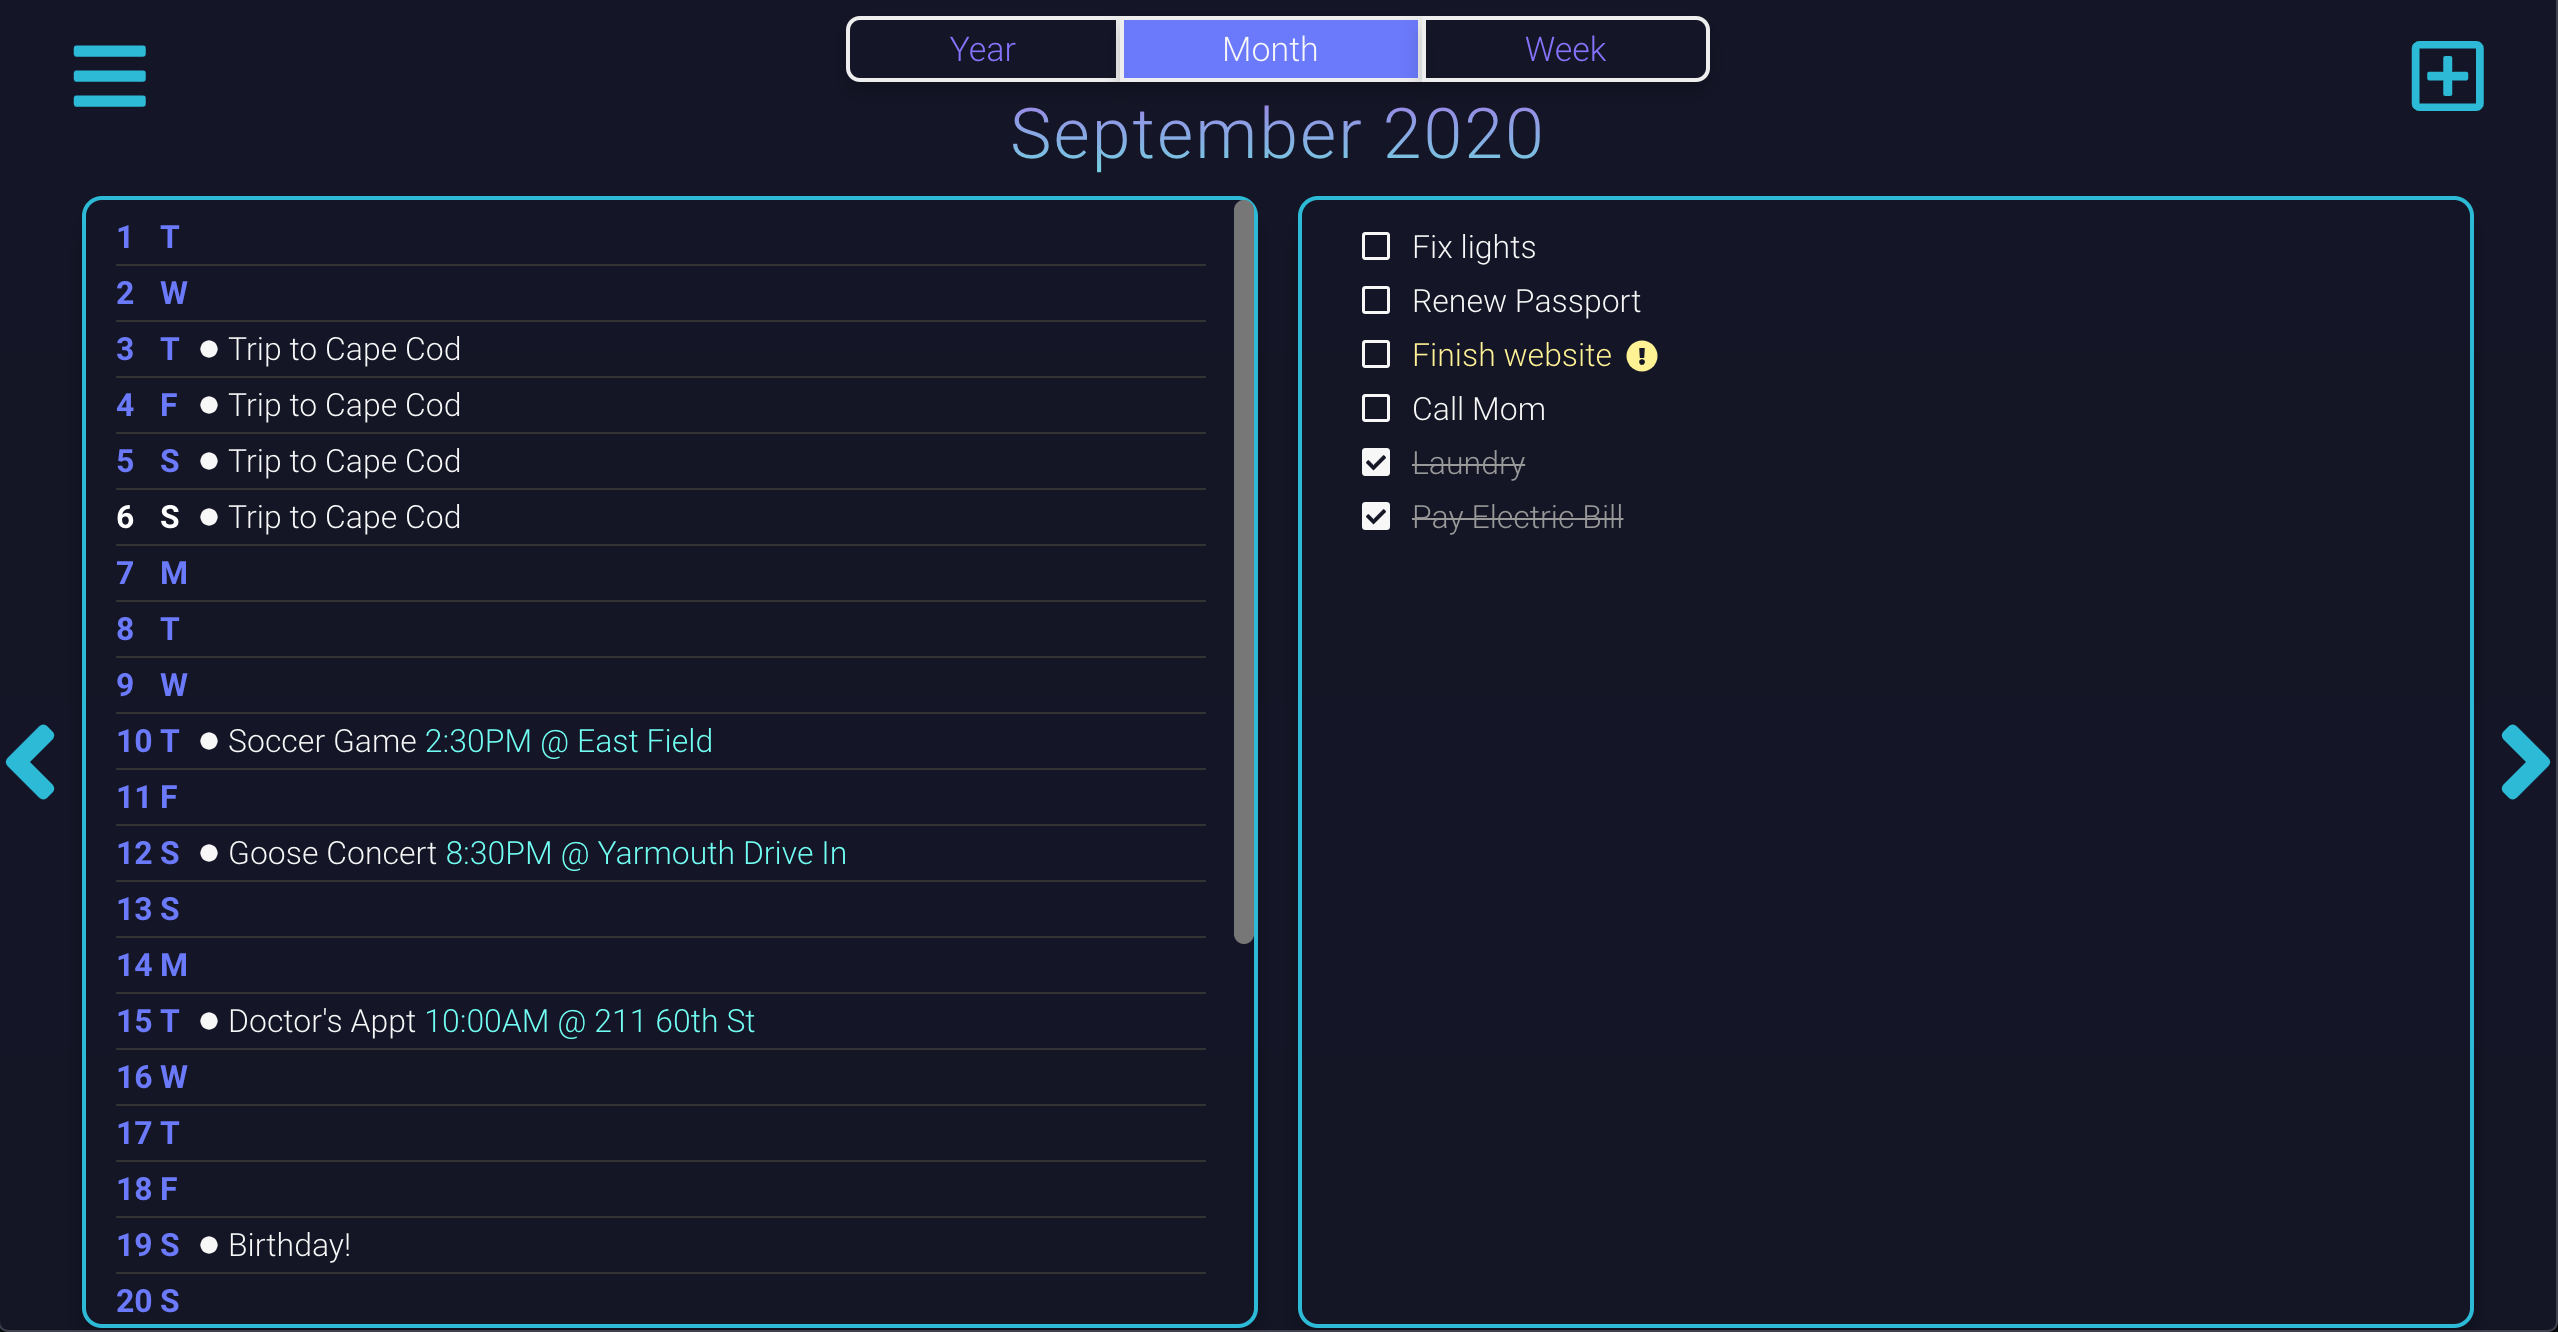 Year Month Week
September 2020
1 T
2 W
3 T ● Trip to Cape Cod
4 F ● Trip to Cape Cod
5 S ● Trip to Cape Cod
6 S ● Trip to Cape Cod
7 M
8 T
9 W
10 T ● Soccer Game 2:30PM @ East Field
11 F
12 S ● Goose Concert 8:30PM @ Yarmouth Drive In
13 S
14 M
15 T ● Doctor's Appt 10:00AM @ 211 60th St
16 W
17 T
18 F
19 S ● Birthday!
20 S
Fix lights
Renew Passport
Finish website
Call Mom
Laundry
Pay Electric Bill